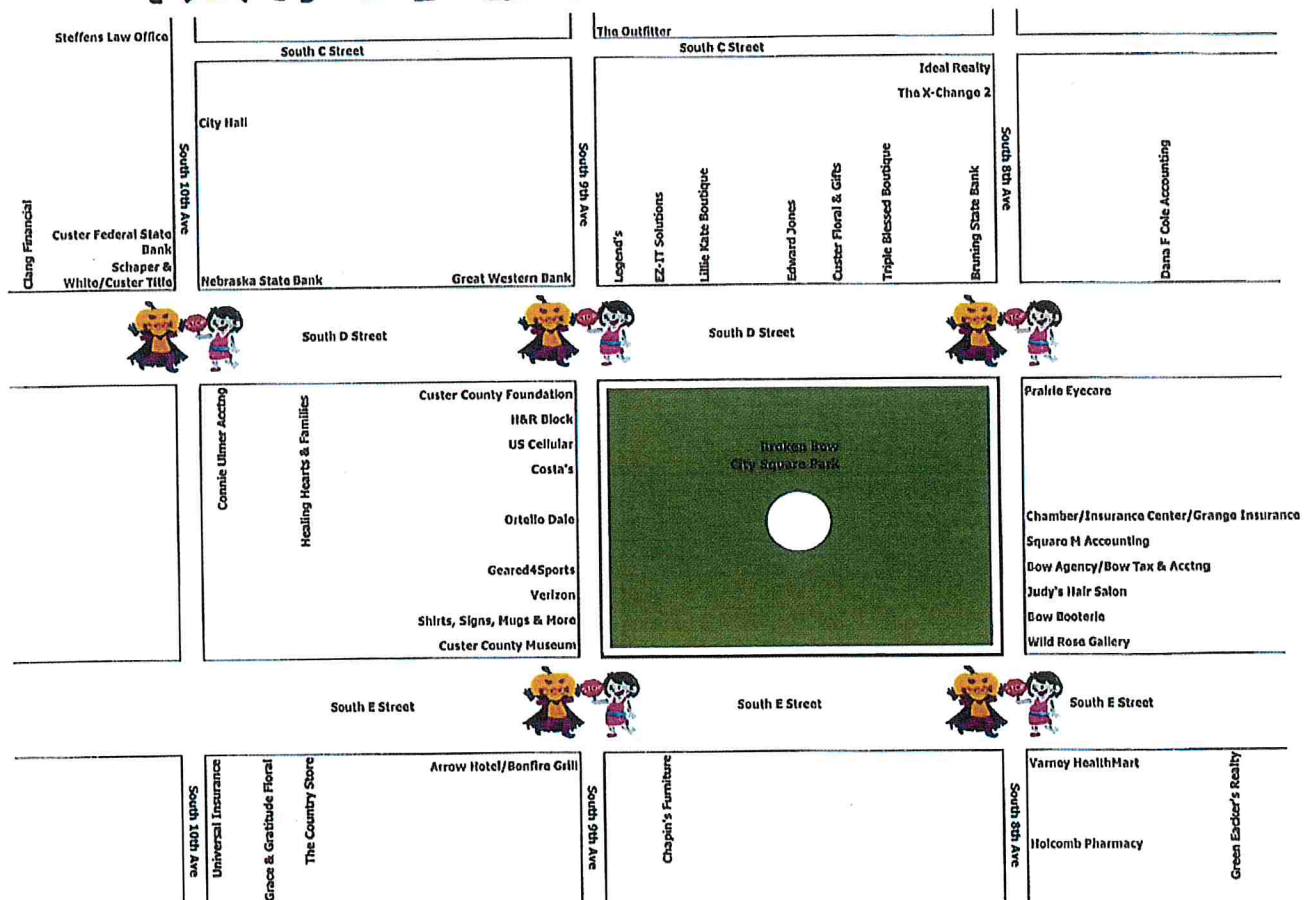 Steffens Law Office
South C Street
The Outfitter
South C Street
Ideal Realty
The X-Change 2
City Hall
South 10th Ave
South 9th Ave
South 8th Ave
Clang Financial
Custer Federal State
Bank
Schaper &
White/Custer Title
Nebraska State Bank
Great Western Bank
Legend's
EZ-IT Solutions
Lillie Kate Boutique
Edward Jones
Custer Floral & Gifts
Triple Blessed Boutique
Bruning State Bank
Dana F Cole Accounting
STOP
STOP
STOP
South D Street
South D Street
Connie Ulmer Acctng
Healing Hearts & Families
Custer County Foundation
H&R Block
US Cellular
Costa's
Ortello Dale
Geared4Sports
Verizon
Shirts, Signs, Mugs & More
Custer County Museum
Broken Bow
City Square Park
Prairie Eyecare
Chamber/Insurance Center/Grange Insurance
Square M Accounting
Bow Agency/Bow Tax & Acctng
Judy's Hair Salon
Bow Booterie
Wild Rose Gallery
STOP
STOP
South E Street
South E Street
South E Street
South 10th Ave
Universal Insurance
Grace & Gratitude Floral
The Country Store
Arrow Hotel/Bonfire Grill
South 9th Ave
Chapin's Furniture
South 8th Ave
Varney HealthMart
Holcomb Pharmacy
Green Eacker's Realty